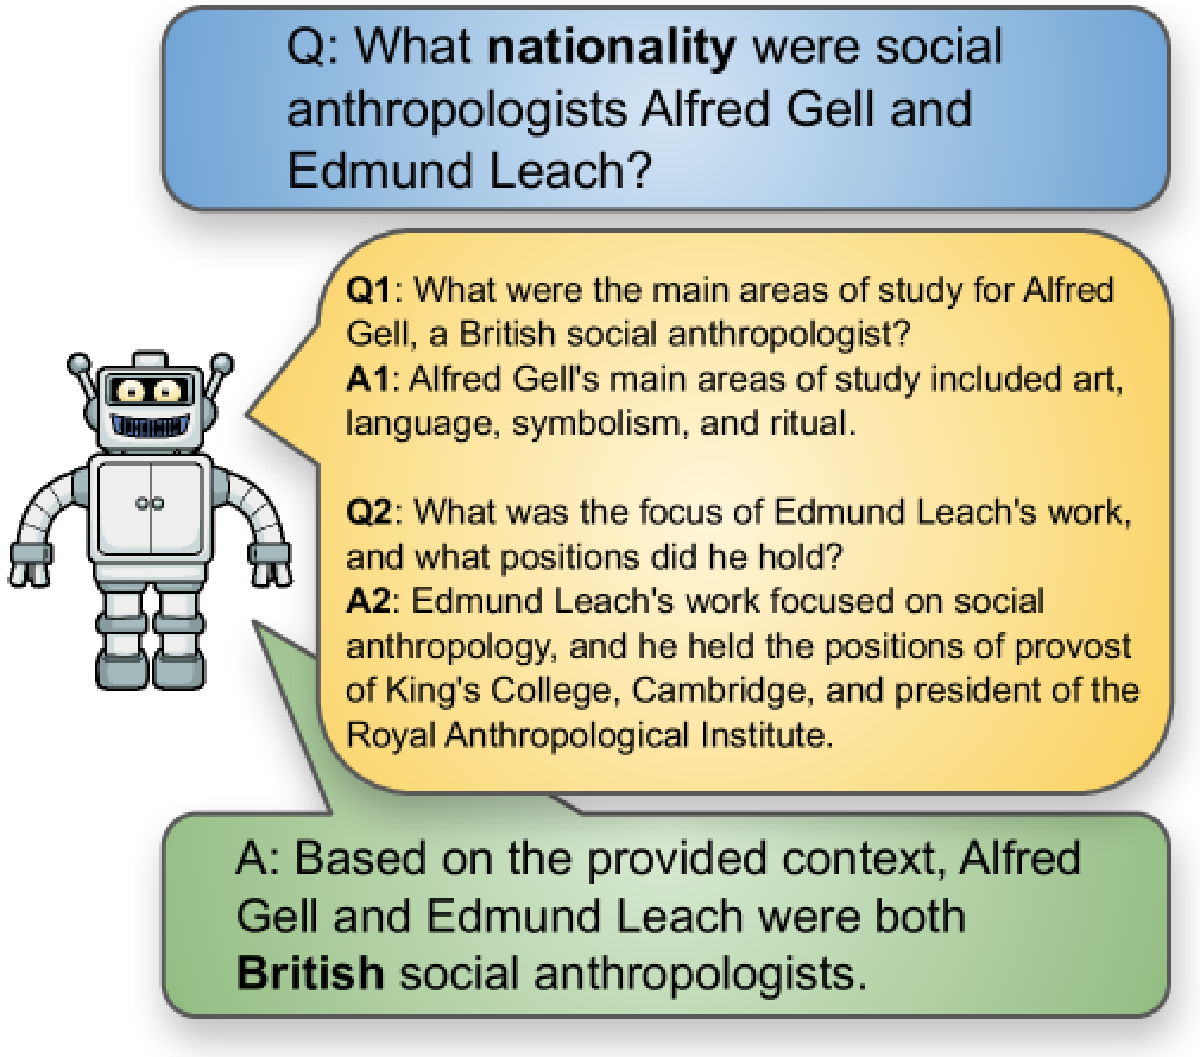 Q: What nationality were social
anthropologists Alfred Gell and
Edmund Leach?
Q1: What were the main areas of study for Alfred
Gell, a British social anthropologist?
A1: Alfred Gell's main areas of study included art,
language, symbolism, and ritual.
Q2: What was the focus of Edmund Leach's work,
and what positions did he hold?
A2: Edmund Leach's work focused on social
anthropology, and he held the positions of provost
of King's College, Cambridge, and president of the
Royal Anthropological Institute.
A: Based on the provided context, Alfred
Gell and Edmund Leach were both
British social anthropologists.